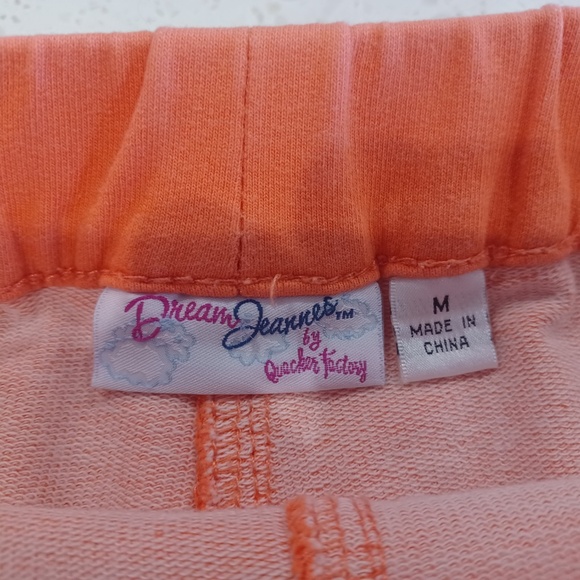 Dream Jeannes™
by
Quacker Factory
M
MADE IN
CHINA